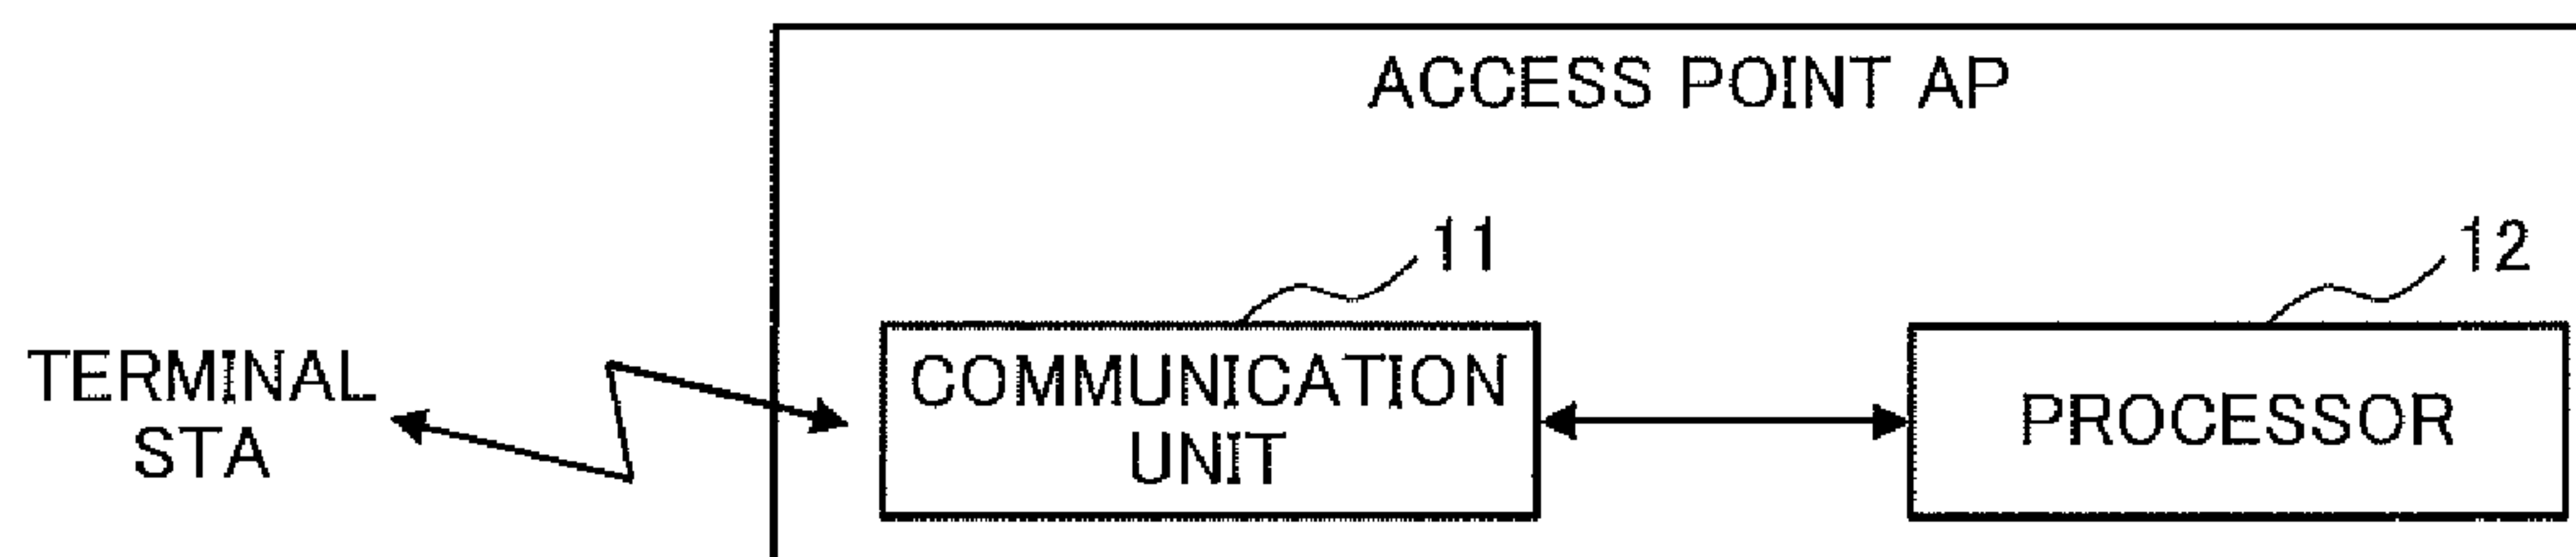 ACCESS POINT AP
11
12
TERMINAL
STA
COMMUNICATION
UNIT
PROCESSOR